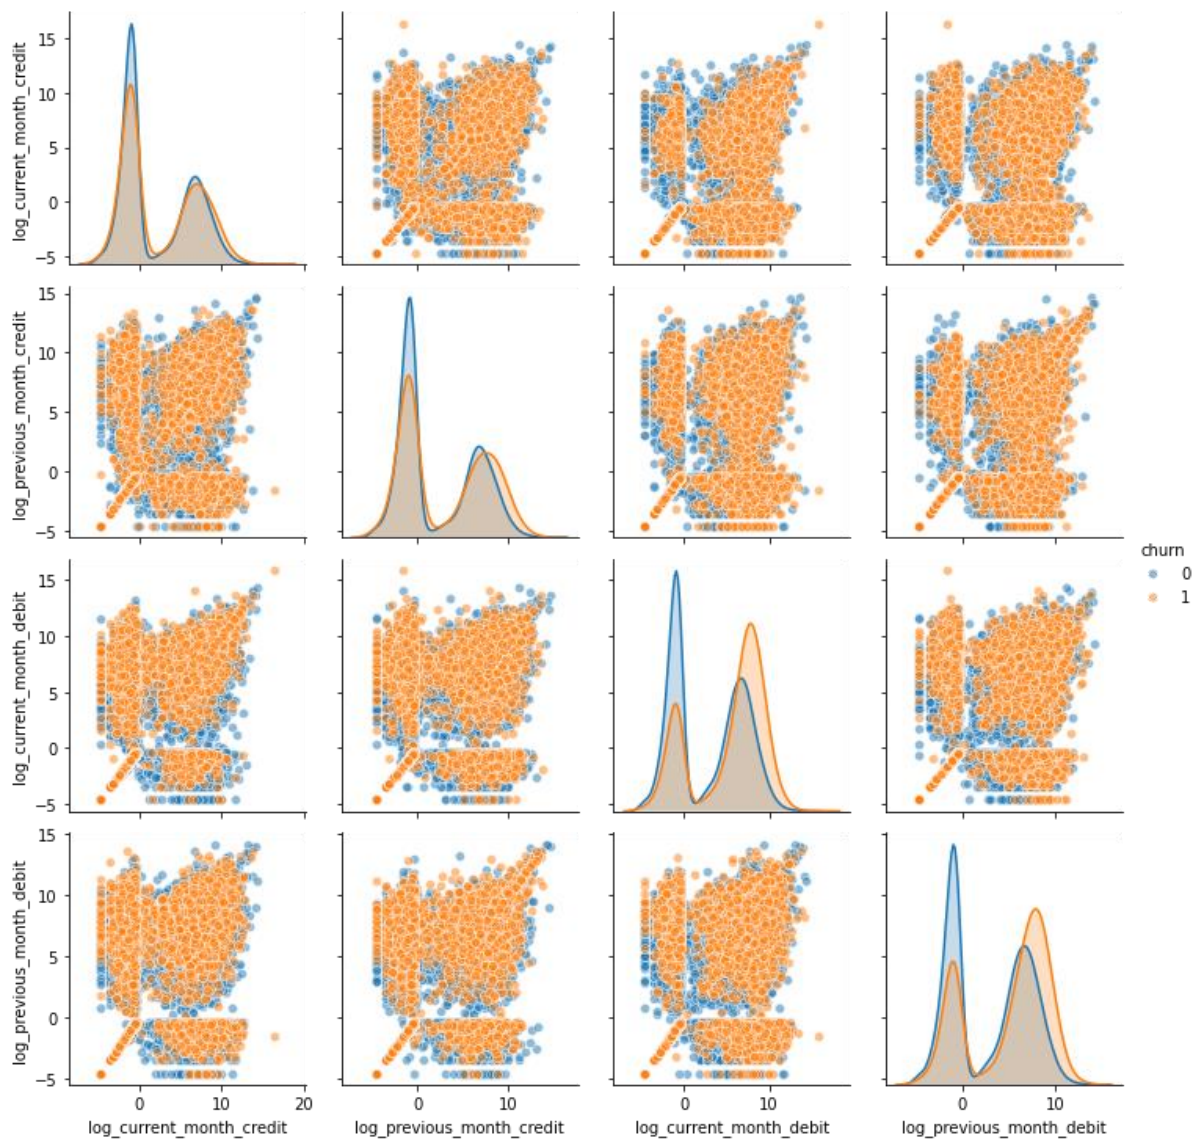 log_current_month_credit
15
10
5
0
−5
log_previous_month_credit
15
10
5
0
−5
log_current_month_debit
15
10
5
0
−5
log_previous_month_debit
15
10
5
0
−5
0 10 20
0 10
0 10
0 10
log_current_month_credit
log_previous_month_credit
log_current_month_debit
log_previous_month_debit
churn
0
1